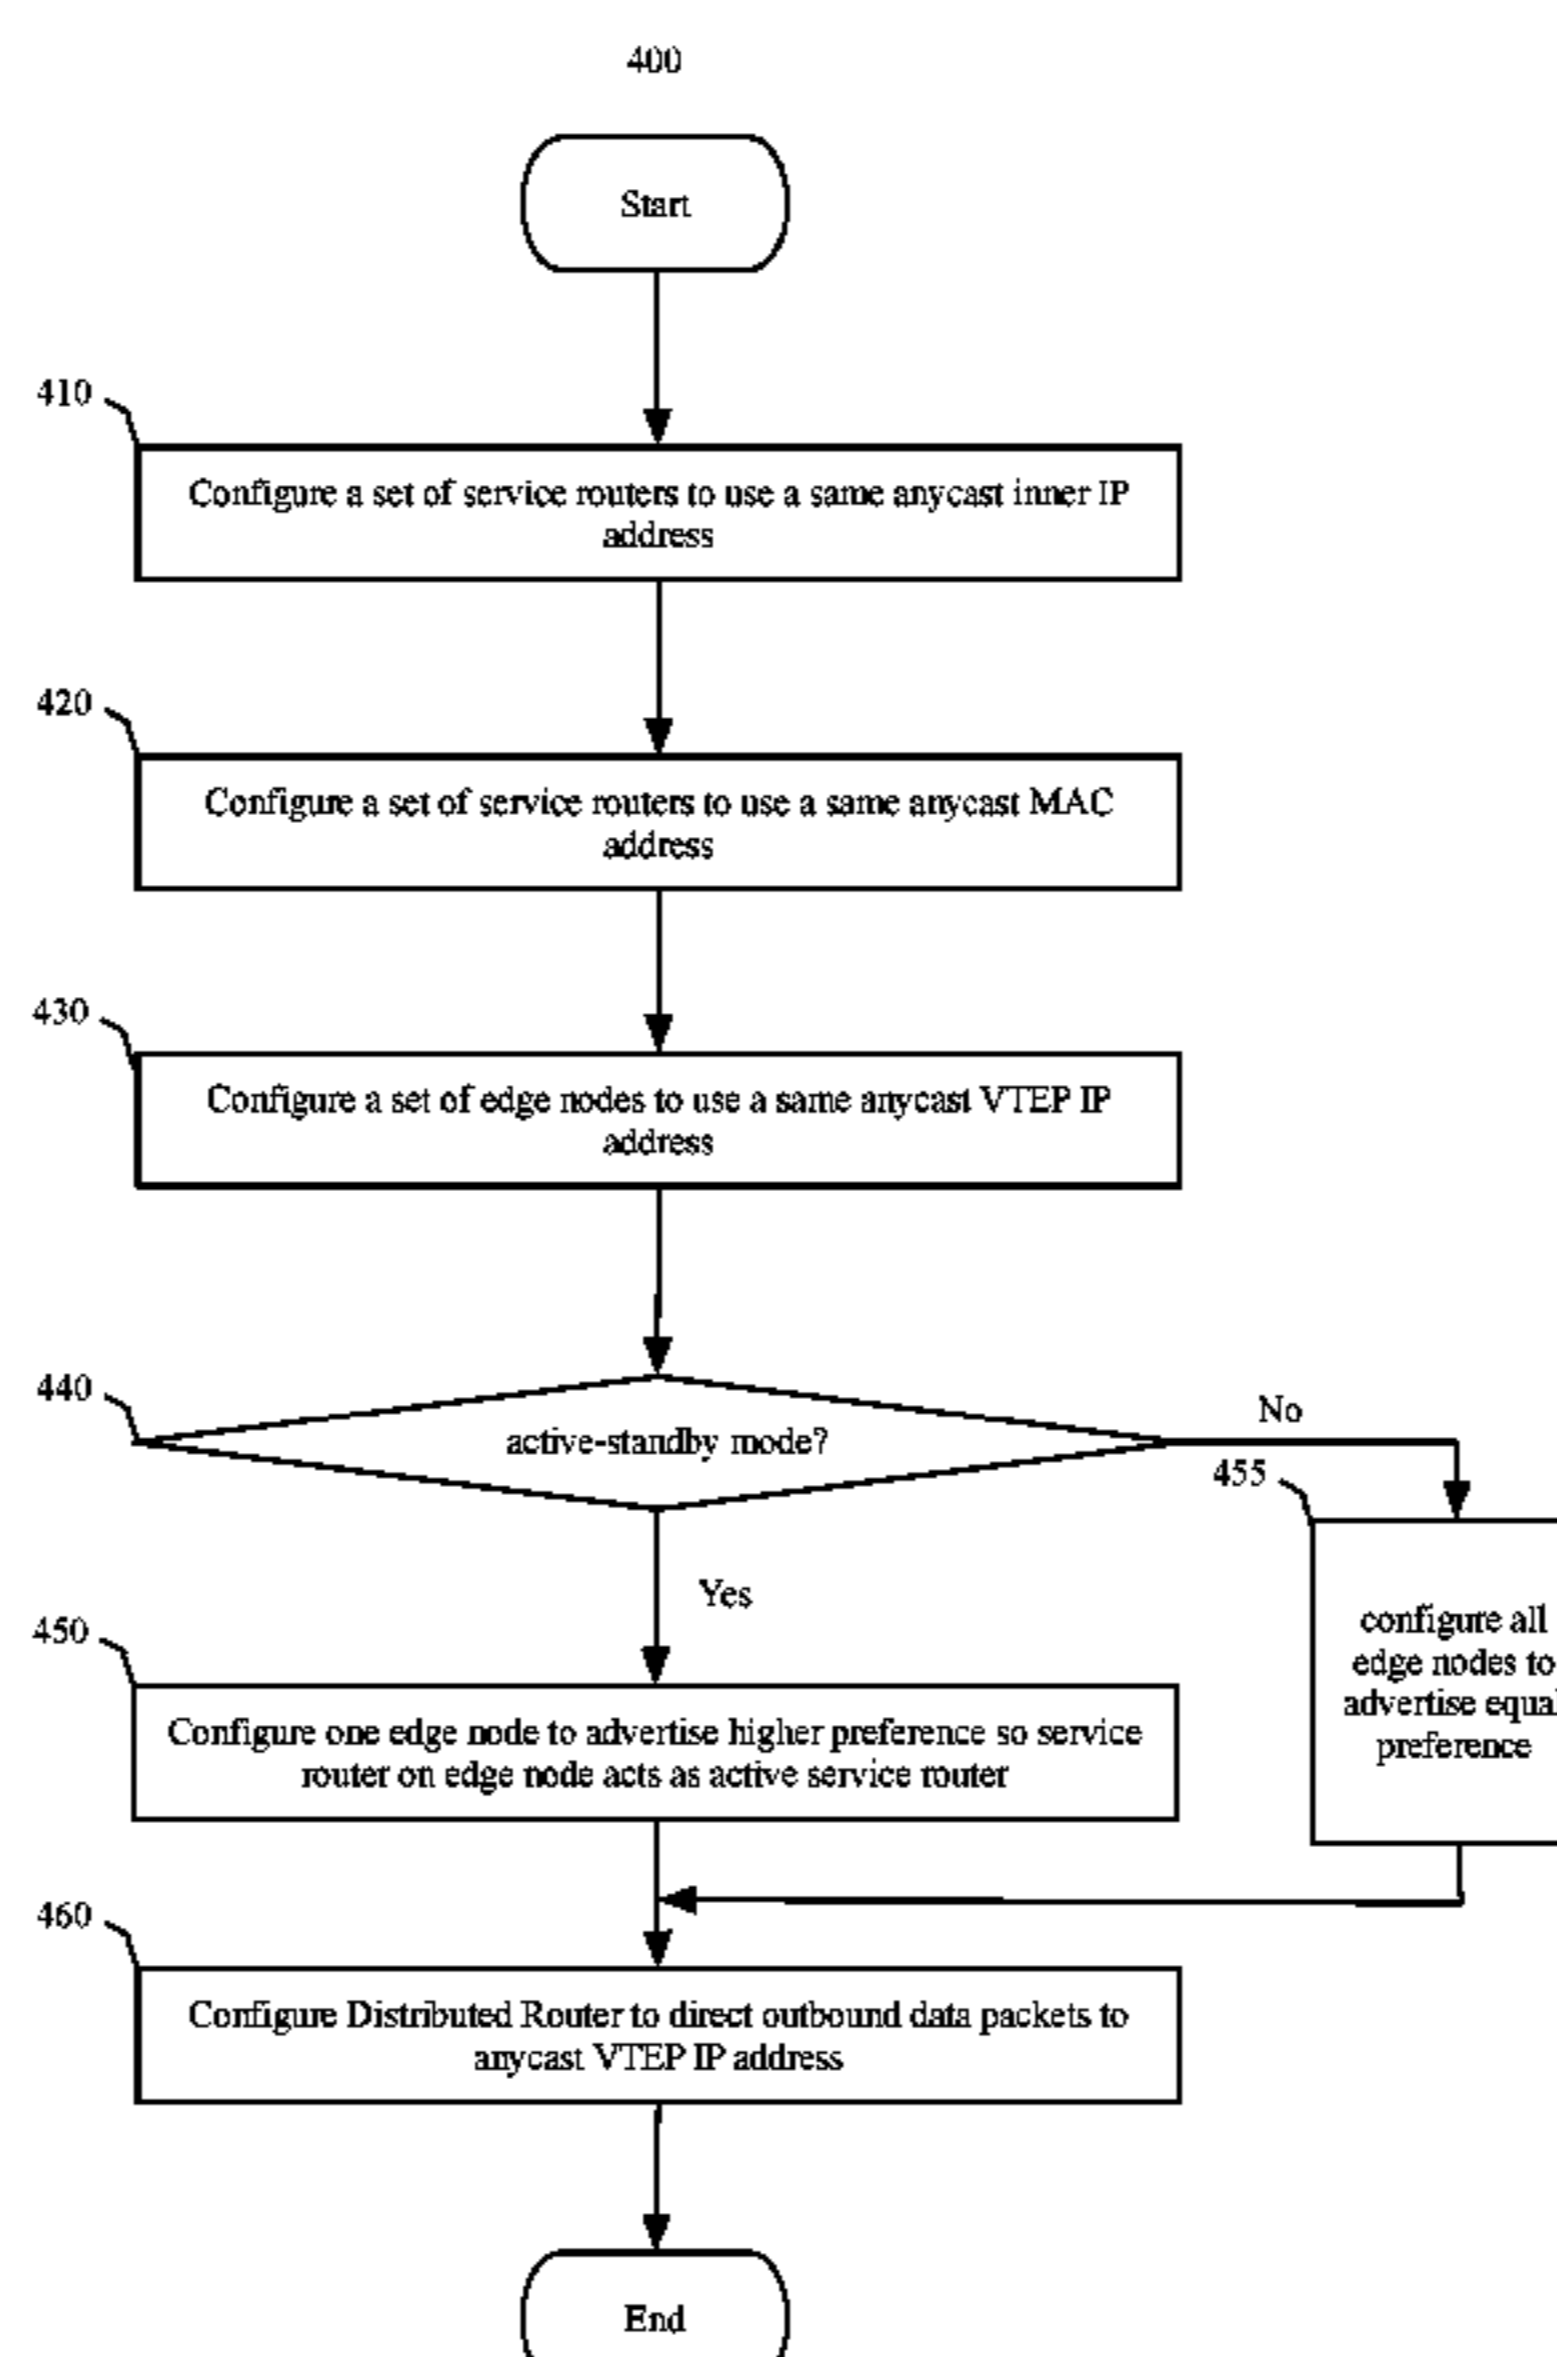 400
Start
410
Configure a set of service routers to use a same anycast inner IP
address
420
Configure a set of service routers to use a same anycast MAC
address
430
Configure a set of edge nodes to use a same anycast VTEP IP
address
440
active-standby mode?
No
455
configure all
edge nodes to
advertise equal
preference
Yes
450
Configure one edge node to advertise higher preference so service
router on edge node acts as active service router
460
Configure Distributed Router to direct outbound data packets to
anycast VTEP IP address
End